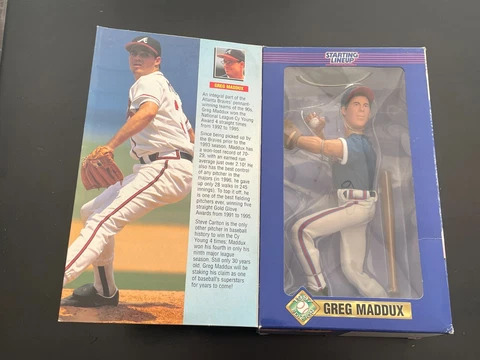 GREG MADDUX
An integral part of the
Atlanta Braves' pennant-
winning teams of the 90s,
Greg Maddux won the
National League Cy Young
Award 4 straight times
from 1992 to 1995.
Since being picked up by
the Braves prior to the
1993 season, Maddux has
a won-lost record of 70-
25, with an earned run
average just over 2.10! He
also has the best control
of any pitcher in the
majors (in 1996, he gave
up only 28 walks in 245
innings). To top it off, he
is one of the best fielding
pitchers ever, winning five
straight Gold Glove
Awards from 1991 to 1995.
Steve Carlton is the only
other pitcher in baseball
history to win the Cy
Young 4 times; Maddux
won his fourth in only his
ninth major league
season. Still only 30 years
old, Greg Maddux will be
staking his claim as one
of baseball's superstars
for years to come!
STARTING
LINEUP
GREG MADDUX